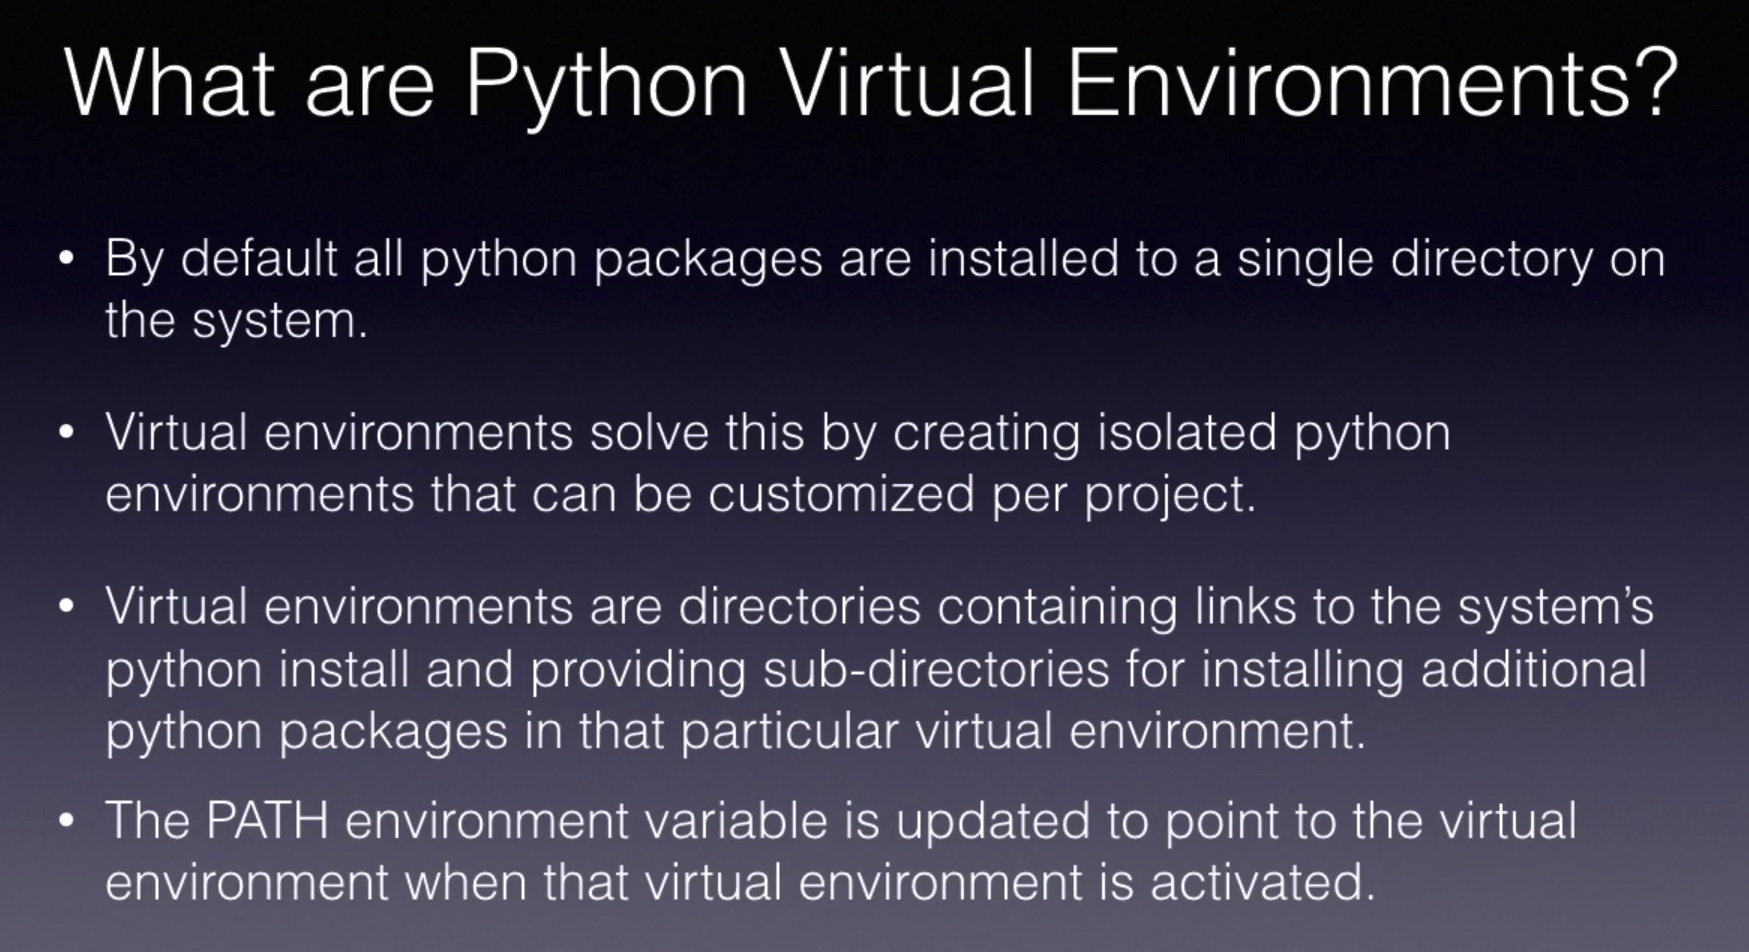 What are Python Virtual Environments?
• By default all python packages are installed to a single directory on
the system.
• Virtual environments solve this by creating isolated python
environments that can be customized per project.
• Virtual environments are directories containing links to the system’s
python install and providing sub-directories for installing additional
python packages in that particular virtual environment.
• The PATH environment variable is updated to point to the virtual
environment when that virtual environment is activated.